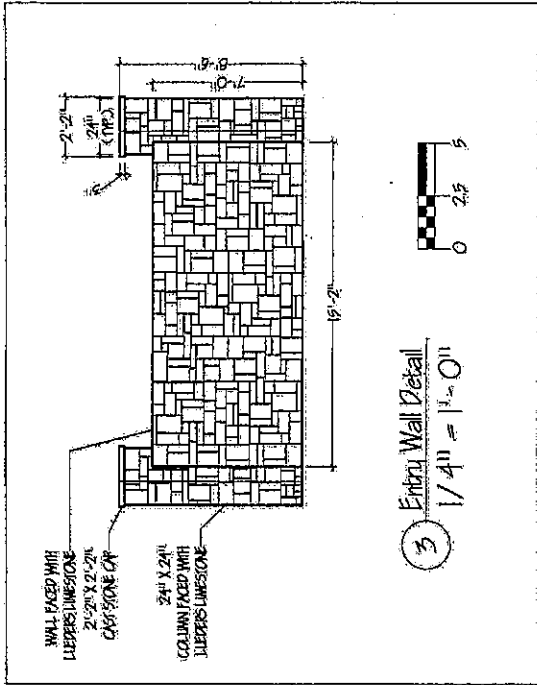 WALL FACED WITH
LUEDERS LIMESTONE
2'-2" X 2'-2"
CAST STONE CAP
24" X 24"
COLUMN FACED WITH
LUEDERS LIMESTONE
2'-2"
24"
(TYP.)
8'-6"
7'-0"
15'-2"
3
Entry Wall Detail
1/4" = 1'-0"
0 2.5 5